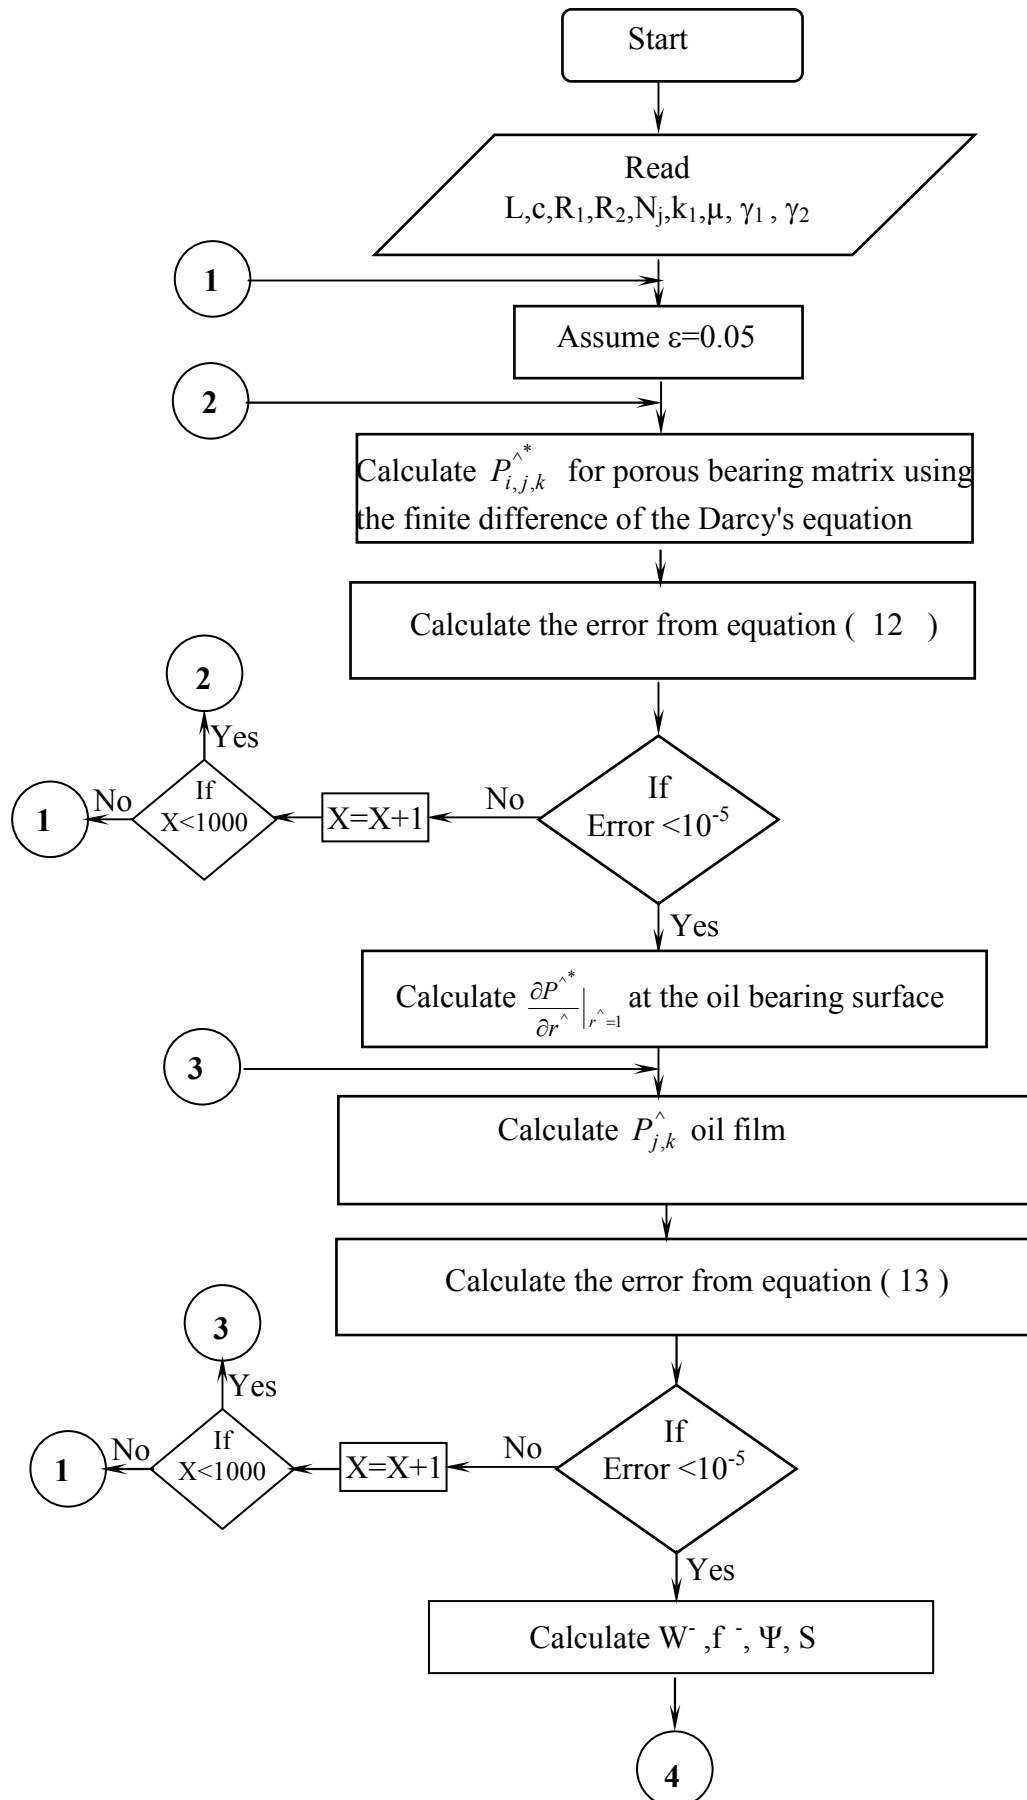 Start
Read
L,c,R₁,R₂,Nⱼ,k₁,μ, γ₁ , γ₂
1
Assume ε=0.05
2
Calculate P^*i,j,k for porous bearing matrix using
the finite difference of the Darcy's equation
Calculate the error from equation ( 12 )
2
Yes
If
X<1000
No
1
X=X+1
No
If
Error <10⁻⁵
Yes
Calculate ∂P^*/∂r^ |r^=1 at the oil bearing surface
3
Calculate P^j,k oil film
Calculate the error from equation ( 13 )
3
Yes
If
X<1000
No
1
X=X+1
No
If
Error <10⁻⁵
Yes
Calculate W⁻ ,f ⁻, Ψ, S
4